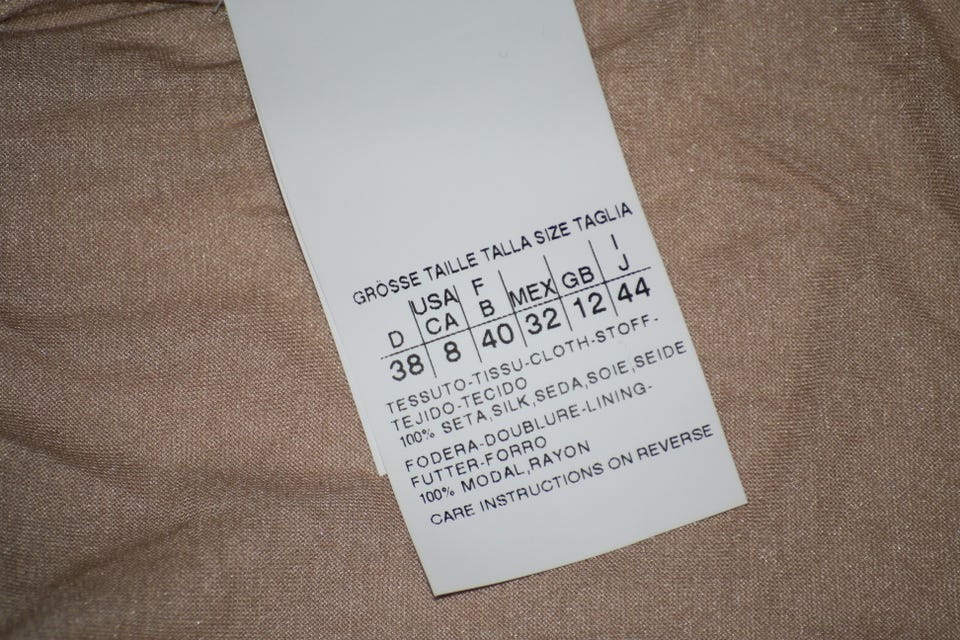 GRÖSSE TAILLE TALLA SIZE TAGLIA
D USA CA F B MEX GB I J
38 8 40 32 12 44
TESSUTO-TISSU-CLOTH-STOFF-
TEJIDO-TECIDO
100% SETA,SILK,SEDA,SOIE,SEIDE
FODERA-DOUBLURE-LINING-
FUTTER-FORRO
100% MODAL,RAYON
CARE INSTRUCTIONS ON REVERSE